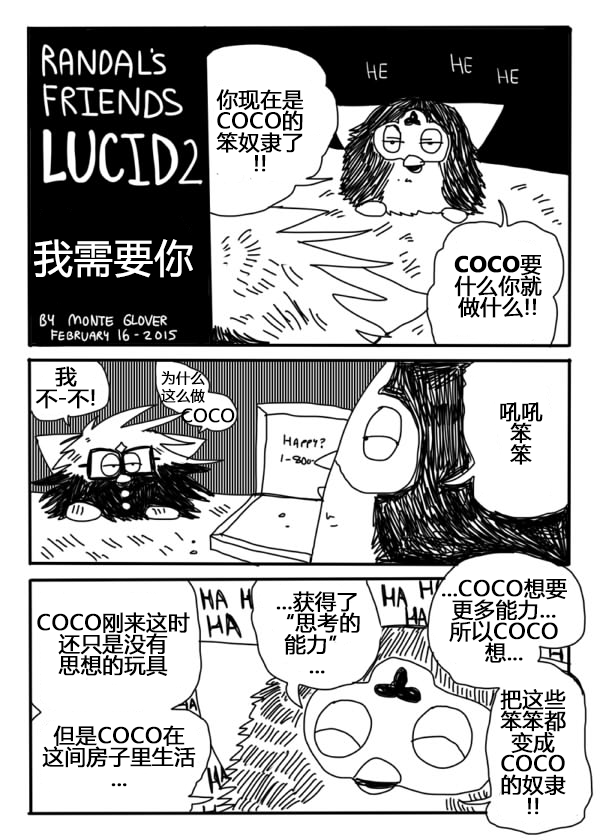 RANDAL'S
FRIENDS
LUCID2
我需要你
BY MONTE GLOVER
FEBRUARY 16 - 2015
你现在是
COCO的
笨奴隶了
!!
HE
HE
HE
COCO要
什么你就
做什么!!
我
不-不!
为什么
这么做
COCO
HAPPY?
1-800-
吼吼
笨
笨
COCO刚来这时
还只是没有
思想的玩具
但是COCO在
这间房子里生活
...
HA H
HA
...获得了
“思考的
能力”
...
HA HA
HA
...COCO想要
更多能力...
所以COCO
想...
把这些
笨笨都
变成
COCO
的奴隶
!!